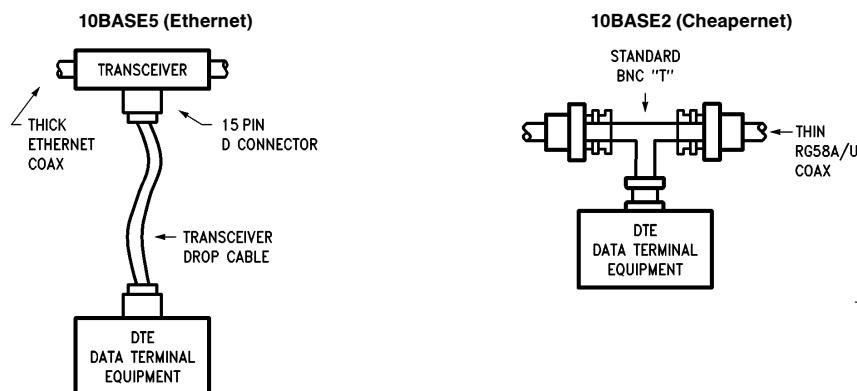 10BASE5 (Ethernet)
TRANSCEIVER
THICK
ETHERNET
COAX
15 PIN
D CONNECTOR
TRANSCEIVER
DROP CABLE
DTE
DATA TERMINAL
EQUIPMENT
10BASE2 (Cheapernet)
STANDARD
BNC "T"
THIN
RG58A/U
COAX
DTE
DATA TERMINAL
EQUIPMENT